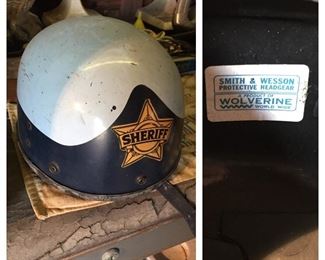 SHERIFF
SMITH & WESSON
PROTECTIVE HEADGEAR
A PRODUCT OF
WOLVERINE
WORLD WIDE